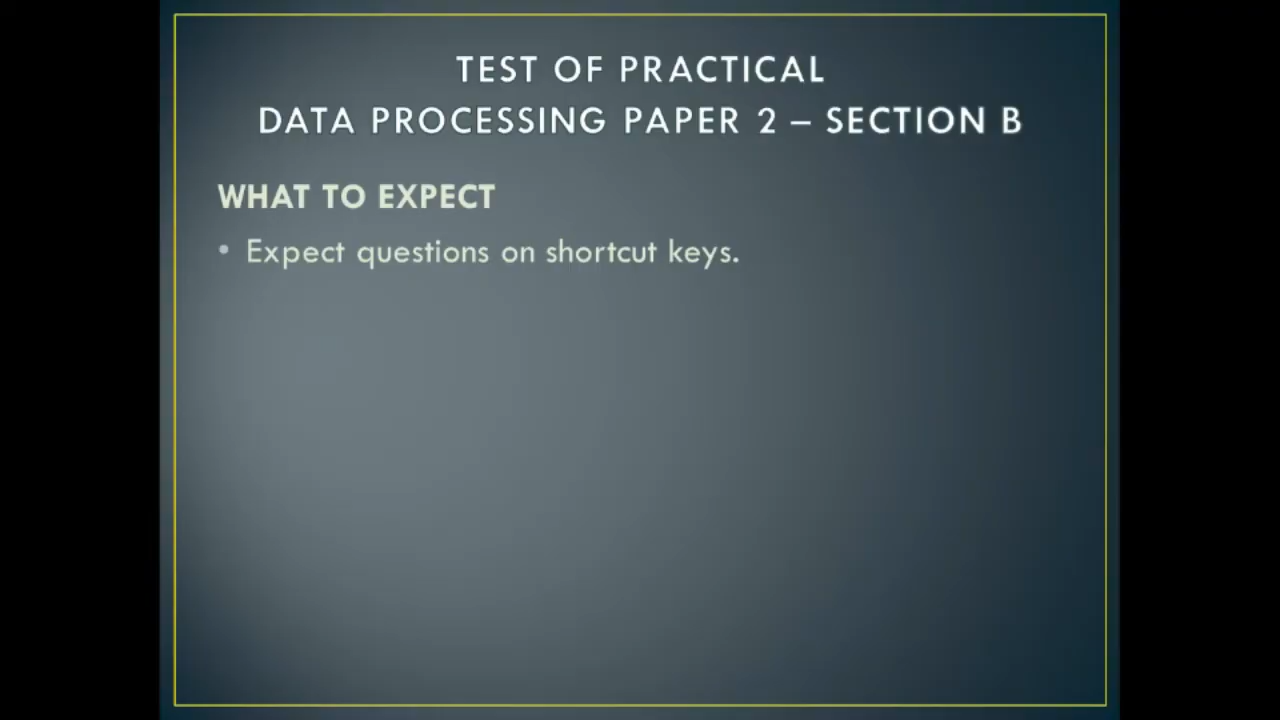 TEST OF PRACTICAL
DATA PROCESSING PAPER 2 – SECTION B
WHAT TO EXPECT
• Expect questions on shortcut keys.